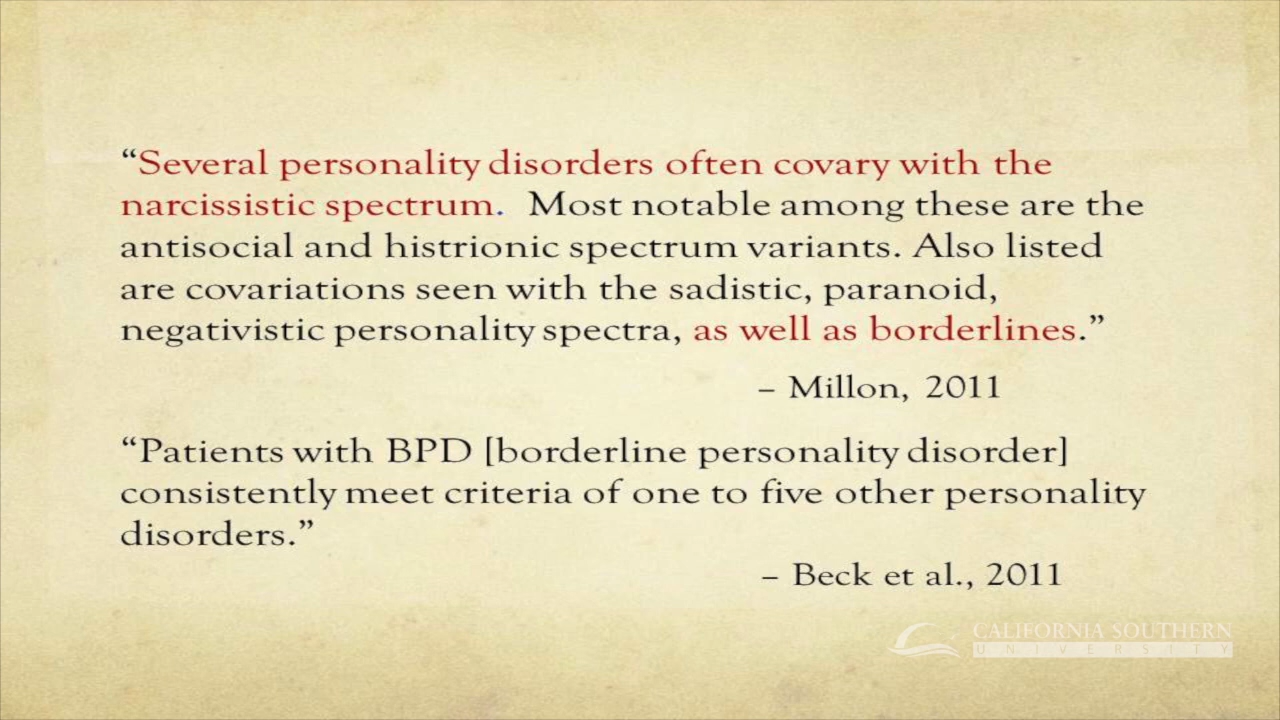 “Several personality disorders often covary with the
narcissistic spectrum. Most notable among these are the
antisocial and histrionic spectrum variants. Also listed
are covariations seen with the sadistic, paranoid,
negativistic personality spectra, as well as borderlines.”
– Millon, 2011
“Patients with BPD [borderline personality disorder]
consistently meet criteria of one to five other personality
disorders.”
– Beck et al., 2011
CALIFORNIA SOUTHERN
UNIVERSITY